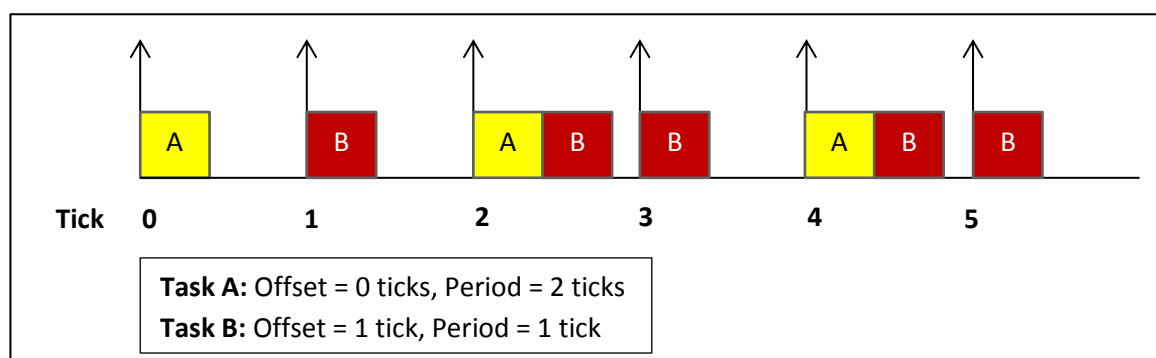 A B A B B A B B
Tick 0 1 2 3 4 5
Task A: Offset = 0 ticks, Period = 2 ticks
Task B: Offset = 1 tick, Period = 1 tick